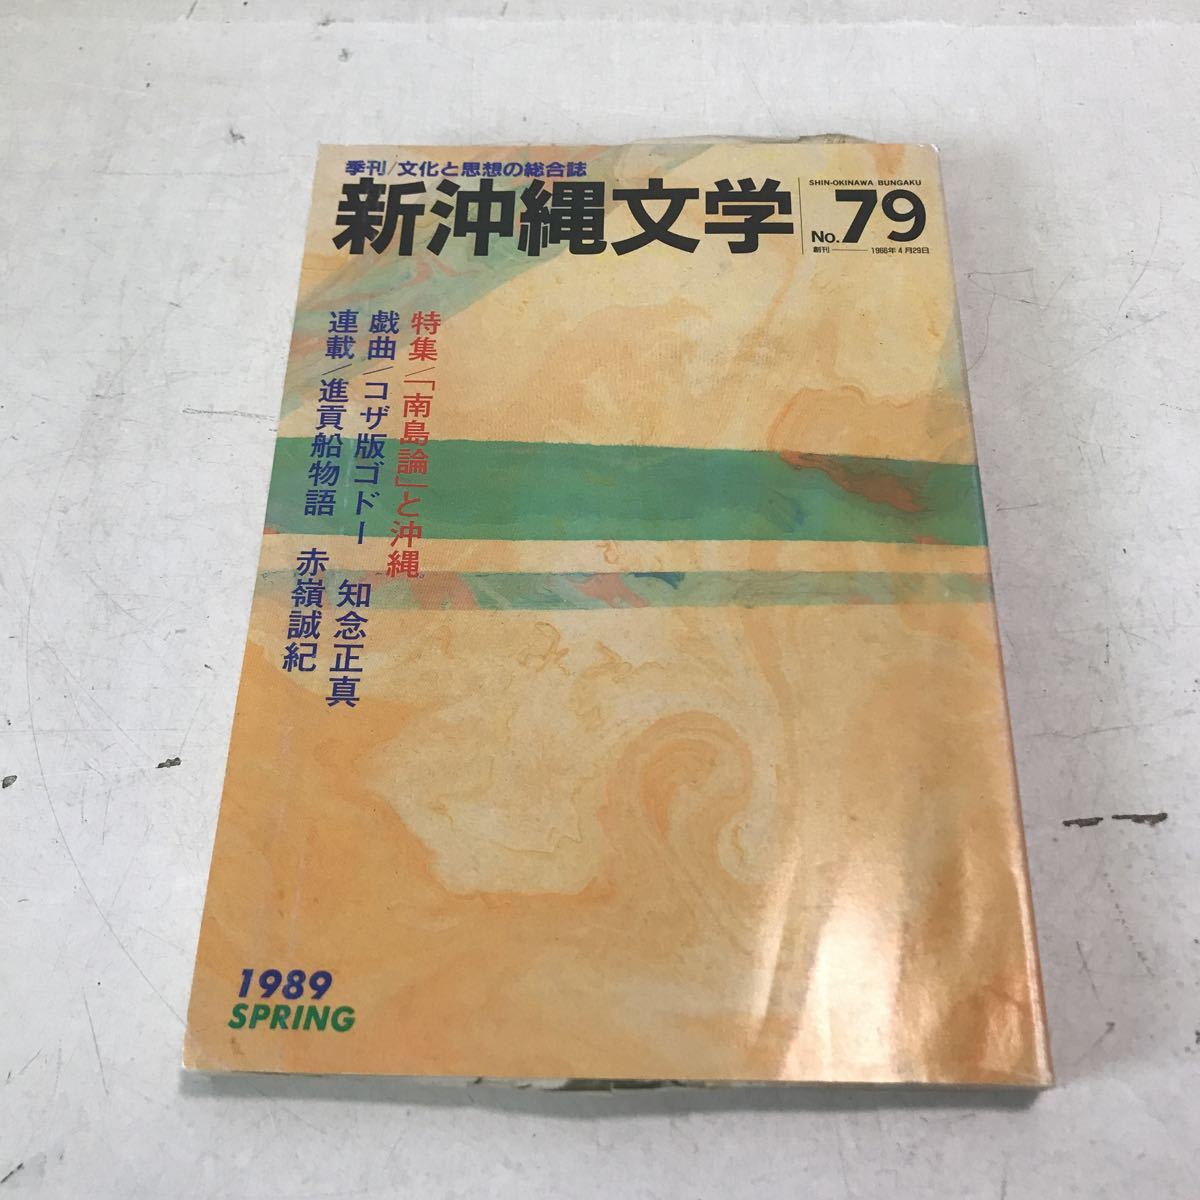 季刊/文化と思想の総合誌
新沖縄文学
SHIN-OKINAWA BUNGAKU
No.79
創刊――1966年4月29日
特集/「南島論」と沖縄
戯曲/コザ版ゴドー 知念正真
連載/進貢船物語 赤嶺誠紀
1989
SPRING